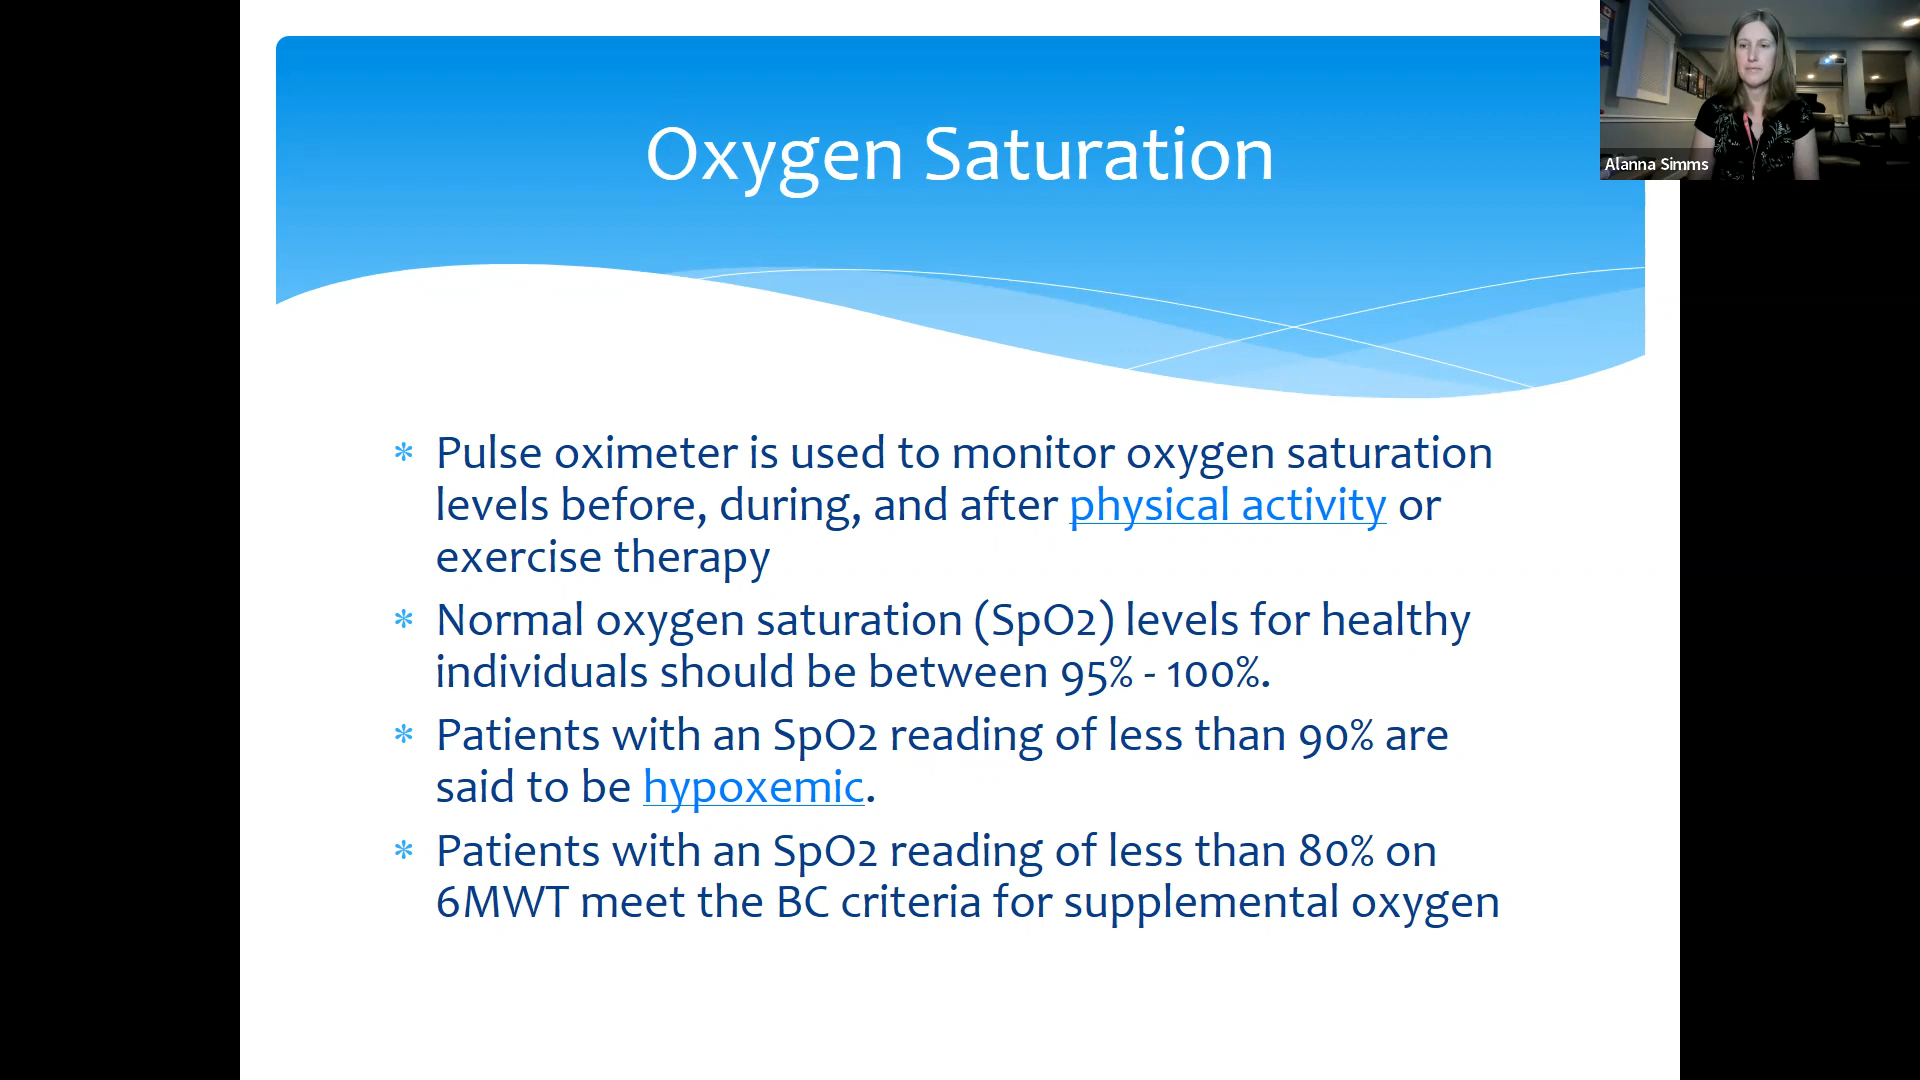 Oxygen Saturation
Alanna Simms
* Pulse oximeter is used to monitor oxygen saturation
levels before, during, and after physical activity or
exercise therapy
* Normal oxygen saturation (SpO2) levels for healthy
individuals should be between 95% - 100%.
* Patients with an SpO2 reading of less than 90% are
said to be hypoxemic.
* Patients with an SpO2 reading of less than 80% on
6MWT meet the BC criteria for supplemental oxygen